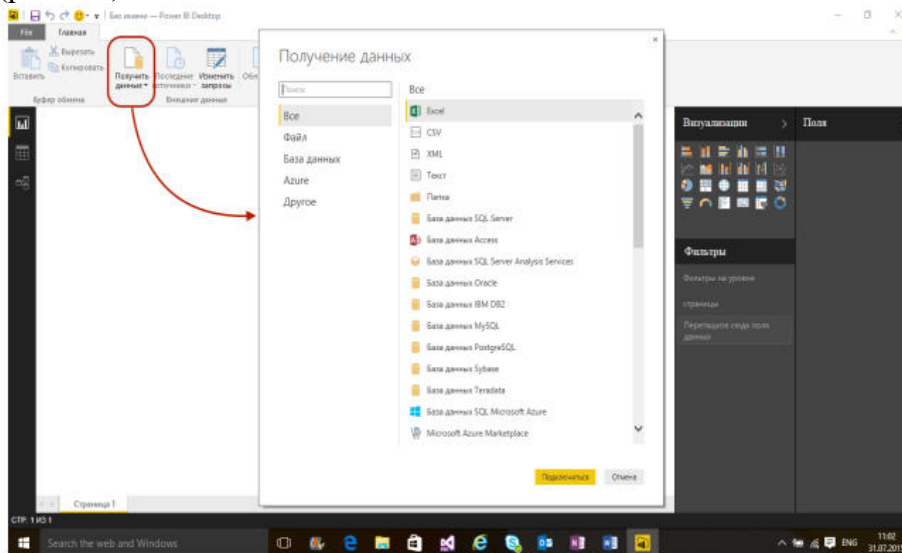 Без имени — Power BI Desktop
File
Главная
Вставить
Вырезать
Копировать
Получить данные
Последние источники
Изменить запросы
Буфер обмена
Внешние данные
Получение данных
Поиск
Все
Файл
База данных
Azure
Другое
Все
Excel
CSV
XML
Текст
Папка
База данных SQL Server
База данных Access
База данных SQL Server Analysis Services
База данных Oracle
База данных IBM DB2
База данных MySQL
База данных PostgreSQL
База данных Sybase
База данных Teradata
База данных SQL Microsoft Azure
Microsoft Azure Marketplace
Подключиться
Отмена
Визуализации
Поля
Фильтры
Фильтры на уровне
страницы
Перетащите сюда поля
данных
Страница 1
СТР. 1 ИЗ 1
Search the web and Windows
ENG
11:02